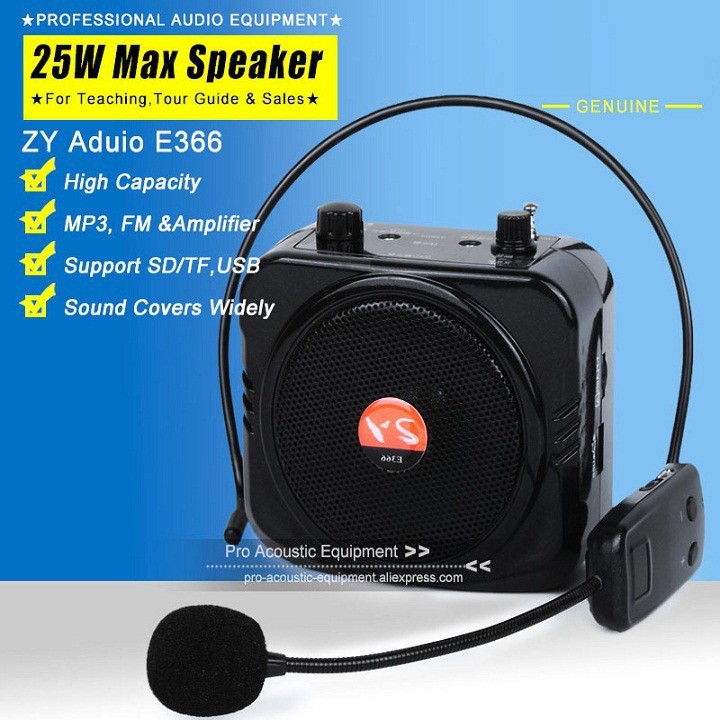 ★PROFESSIONAL AUDIO EQUIPMENT★
25W Max Speaker
★For Teaching,Tour Guide & Sales★
GENUINE
ZY Aduio E366
High Capacity
MP3, FM &Amplifier
Support SD/TF,USB
Sound Covers Widely
E366
Pro Acoustic Equipment >>
<<
pro-acoustic-equipment.aliexpress.com